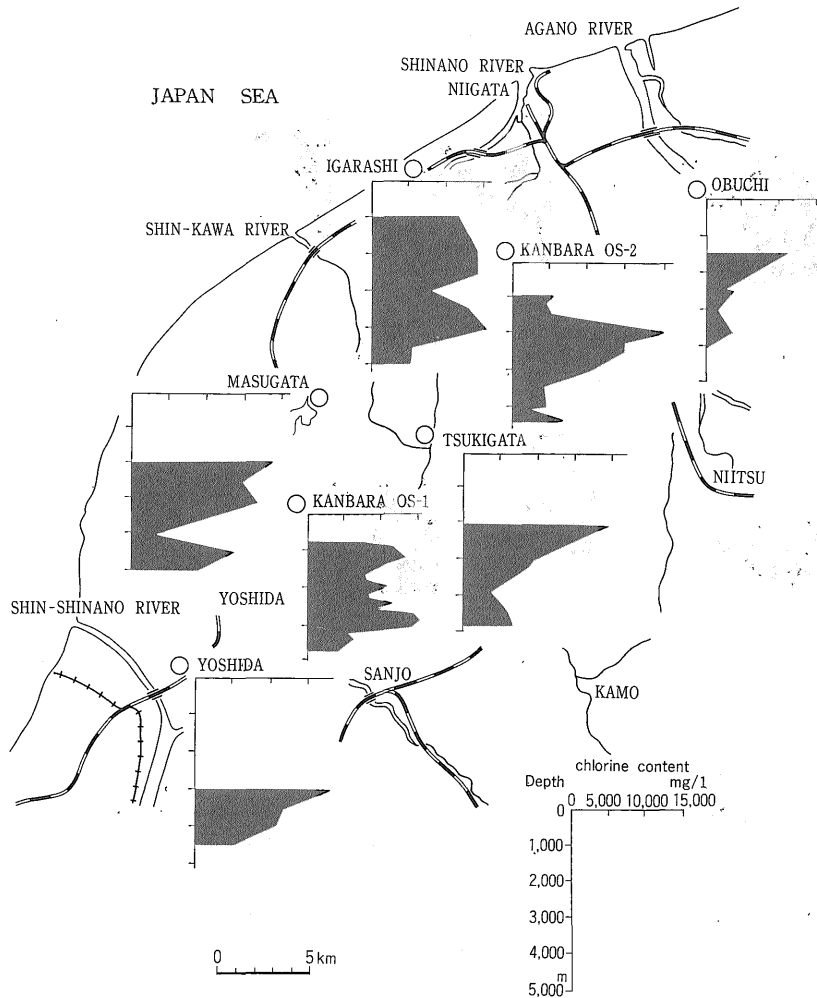 AGANO RIVER
SHINANO RIVER
NIIGATA
JAPAN SEA
IGARASHI
OBUCHI
SHIN-KAWA RIVER
KANBARA OS-2
MASUGATA
TSUKIGATA
NIITSU
KANBARA OS-1
SHIN-SHINANO RIVER
YOSHIDA
YOSHIDA
SANJO
KAMO
chlorine content
Depth mg/1
0 5,000 10,000 15,000
0
1,000
2,000
3,000
4,000
m
5,000
0 5km